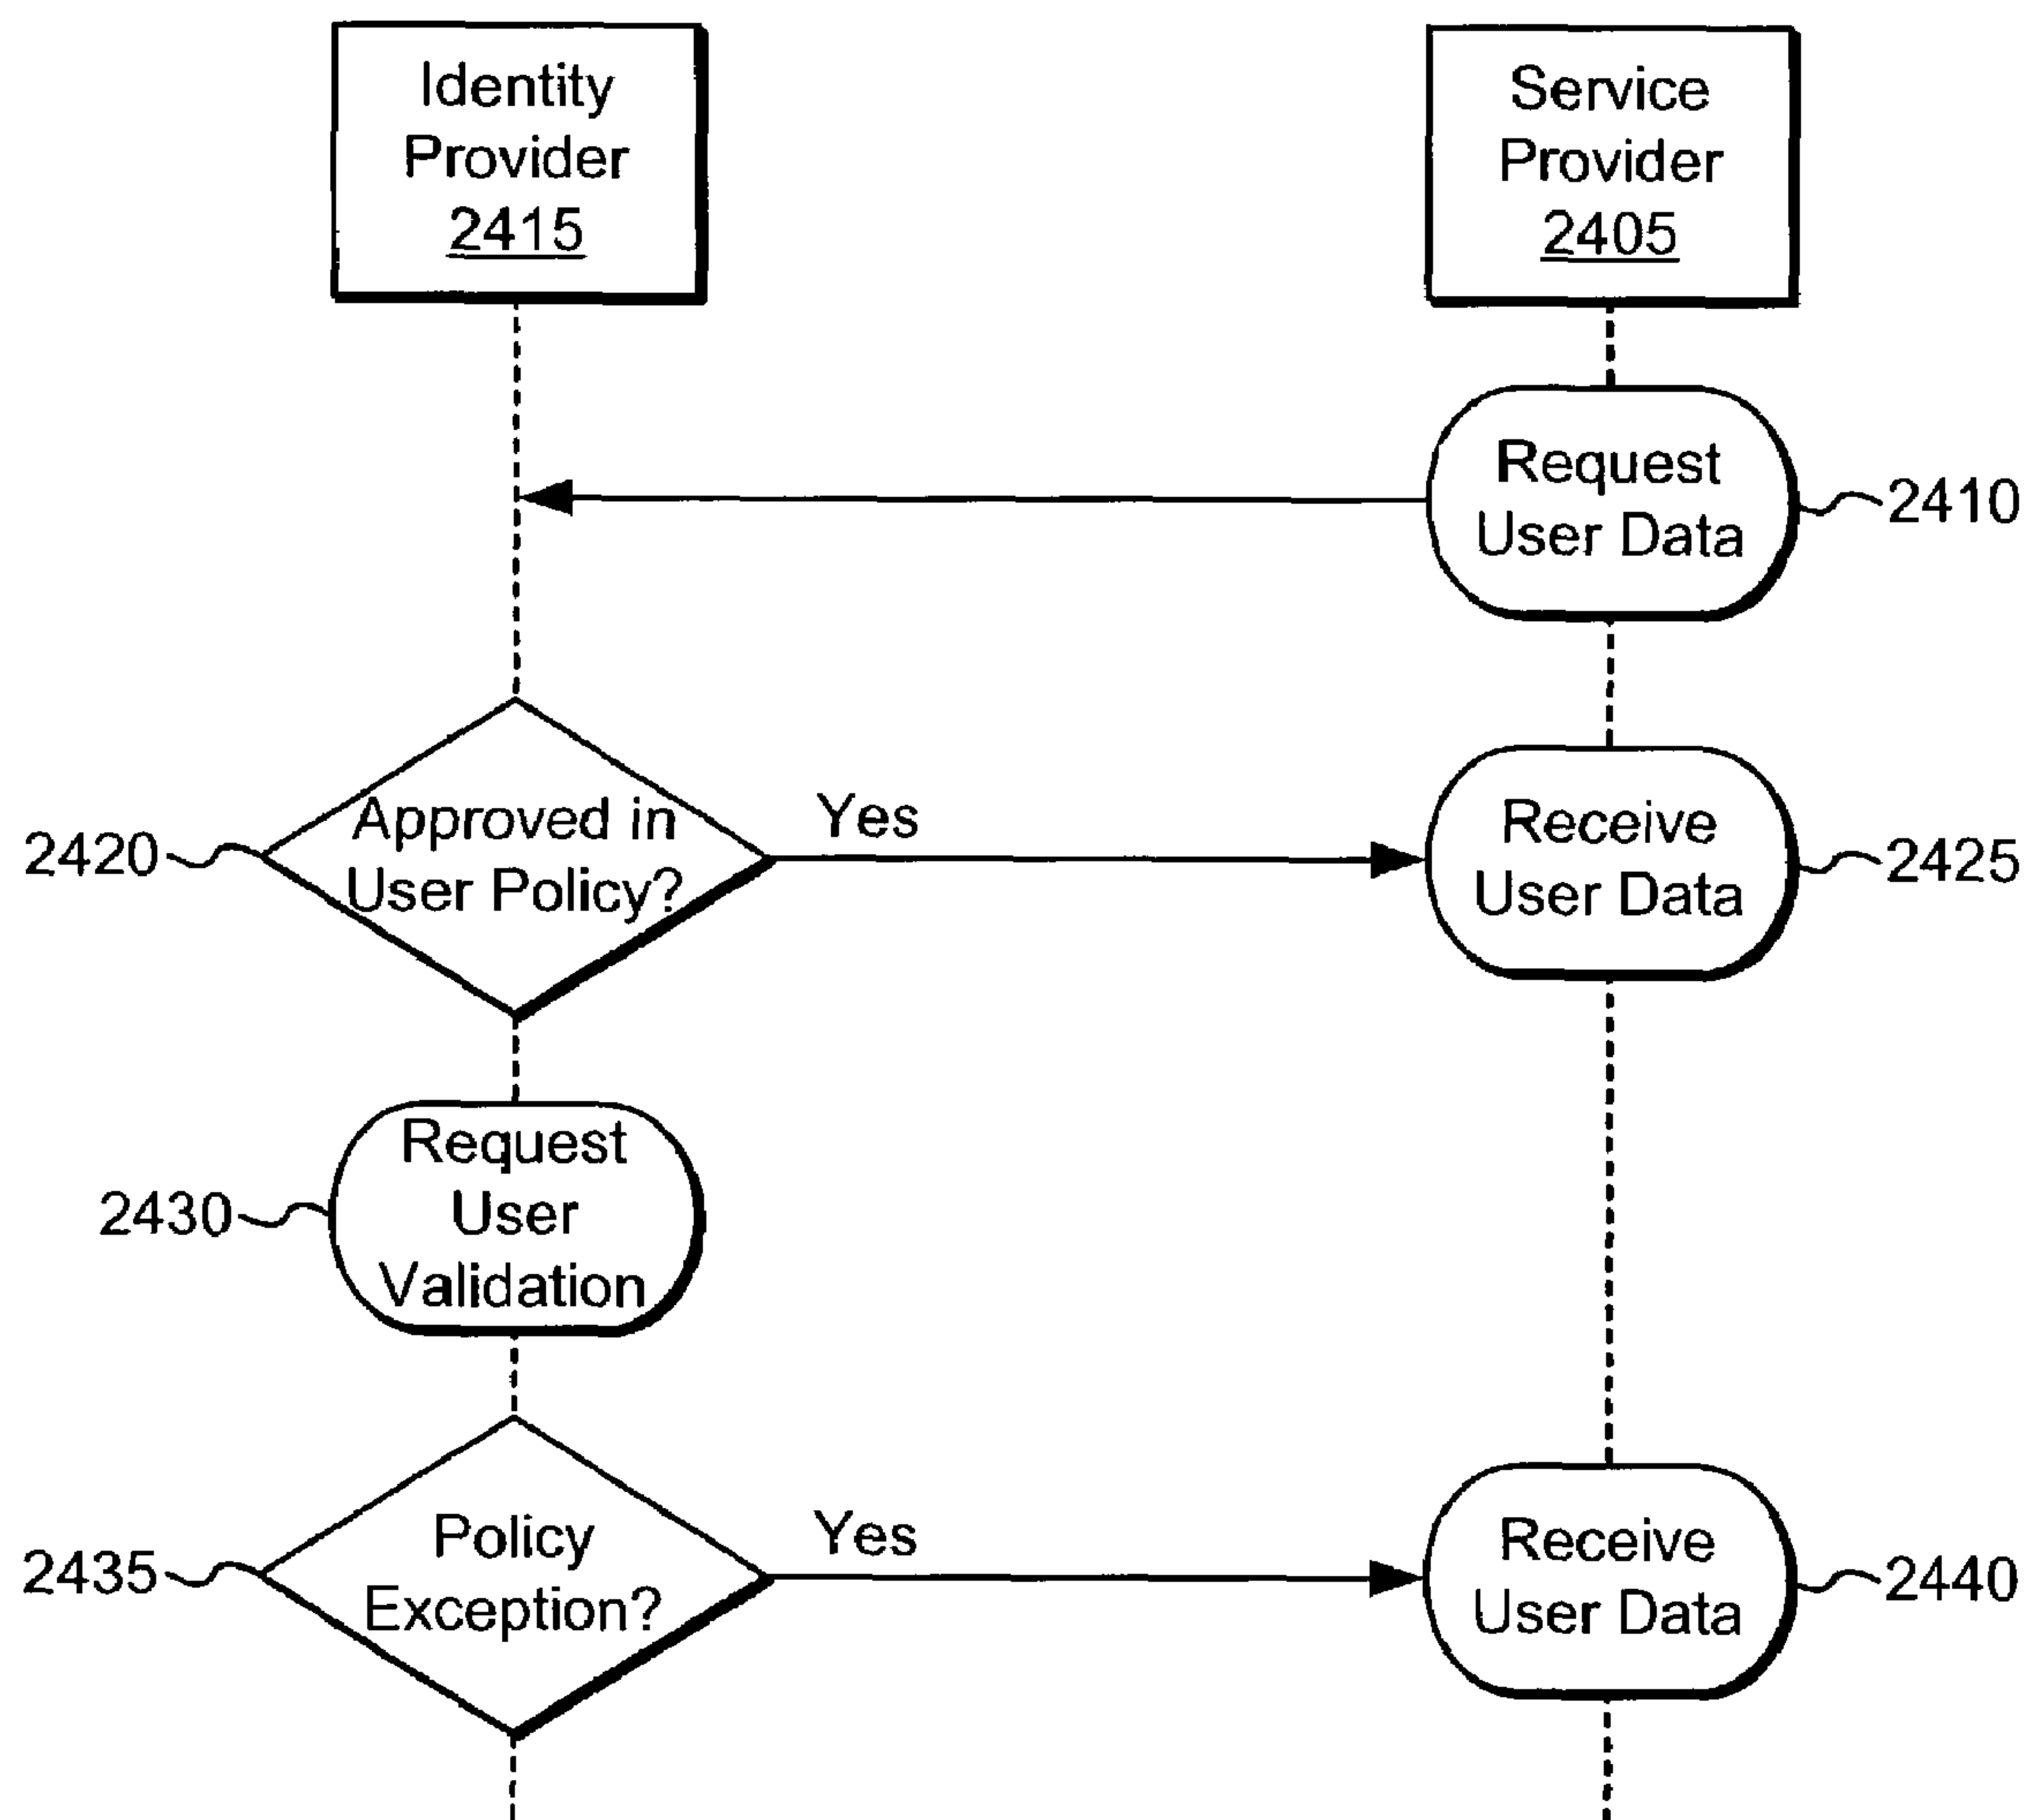 Identity
Provider
2415
Service
Provider
2405
Request
User Data
2410
2420
Approved in
User Policy?
Yes
Receive
User Data
2425
2430
Request
User
Validation
2435
Policy
Exception?
Yes
Receive
User Data
2440